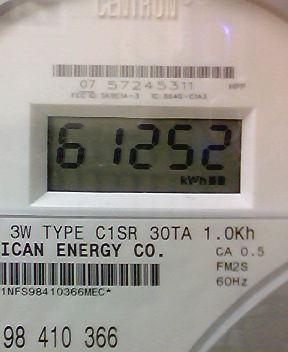 CENTRON
07 57245311
61252
kWh
3W TYPE C1SR 30TA 1.0Kh
ICAN ENERGY CO.
CA 0.5
FM2S
60Hz
1NFS98410366MEC*
98 410 366